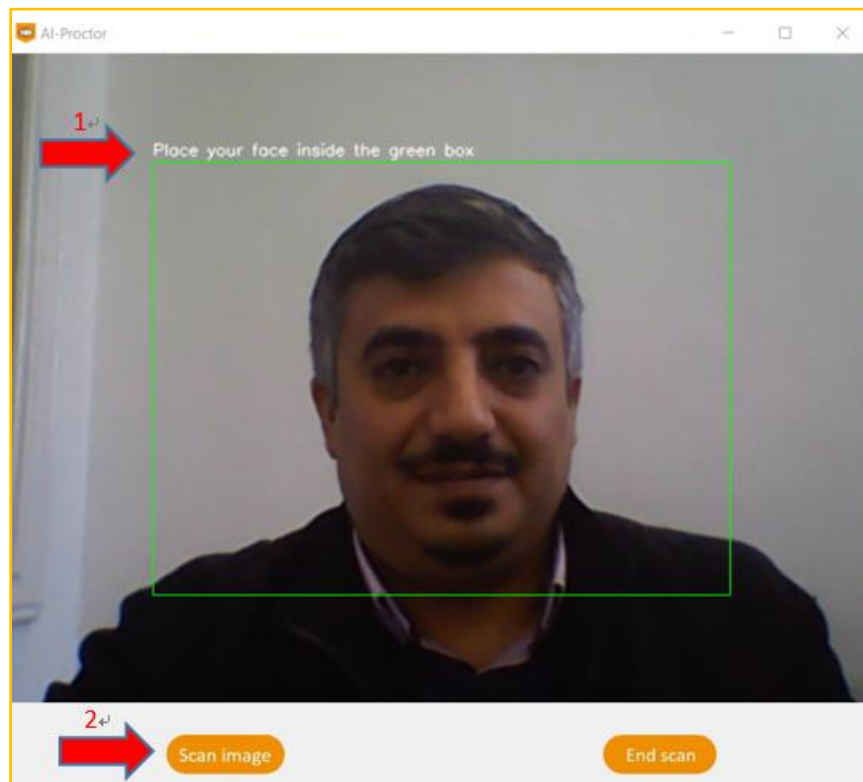 AI-Proctor
1
Place your face inside the green box
2
Scan image
End scan